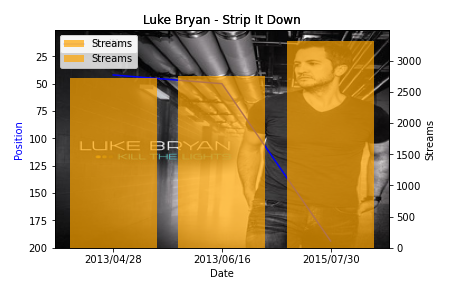 Luke Bryan - Strip It Down
Streams
Streams
25
50
75
100
125
150
175
200
Position
3000
2500
2000
1500
1000
500
0
Streams
LUKE BRYAN
KILL THE LIGHTS
2013/04/28
2013/06/16
2015/07/30
Date